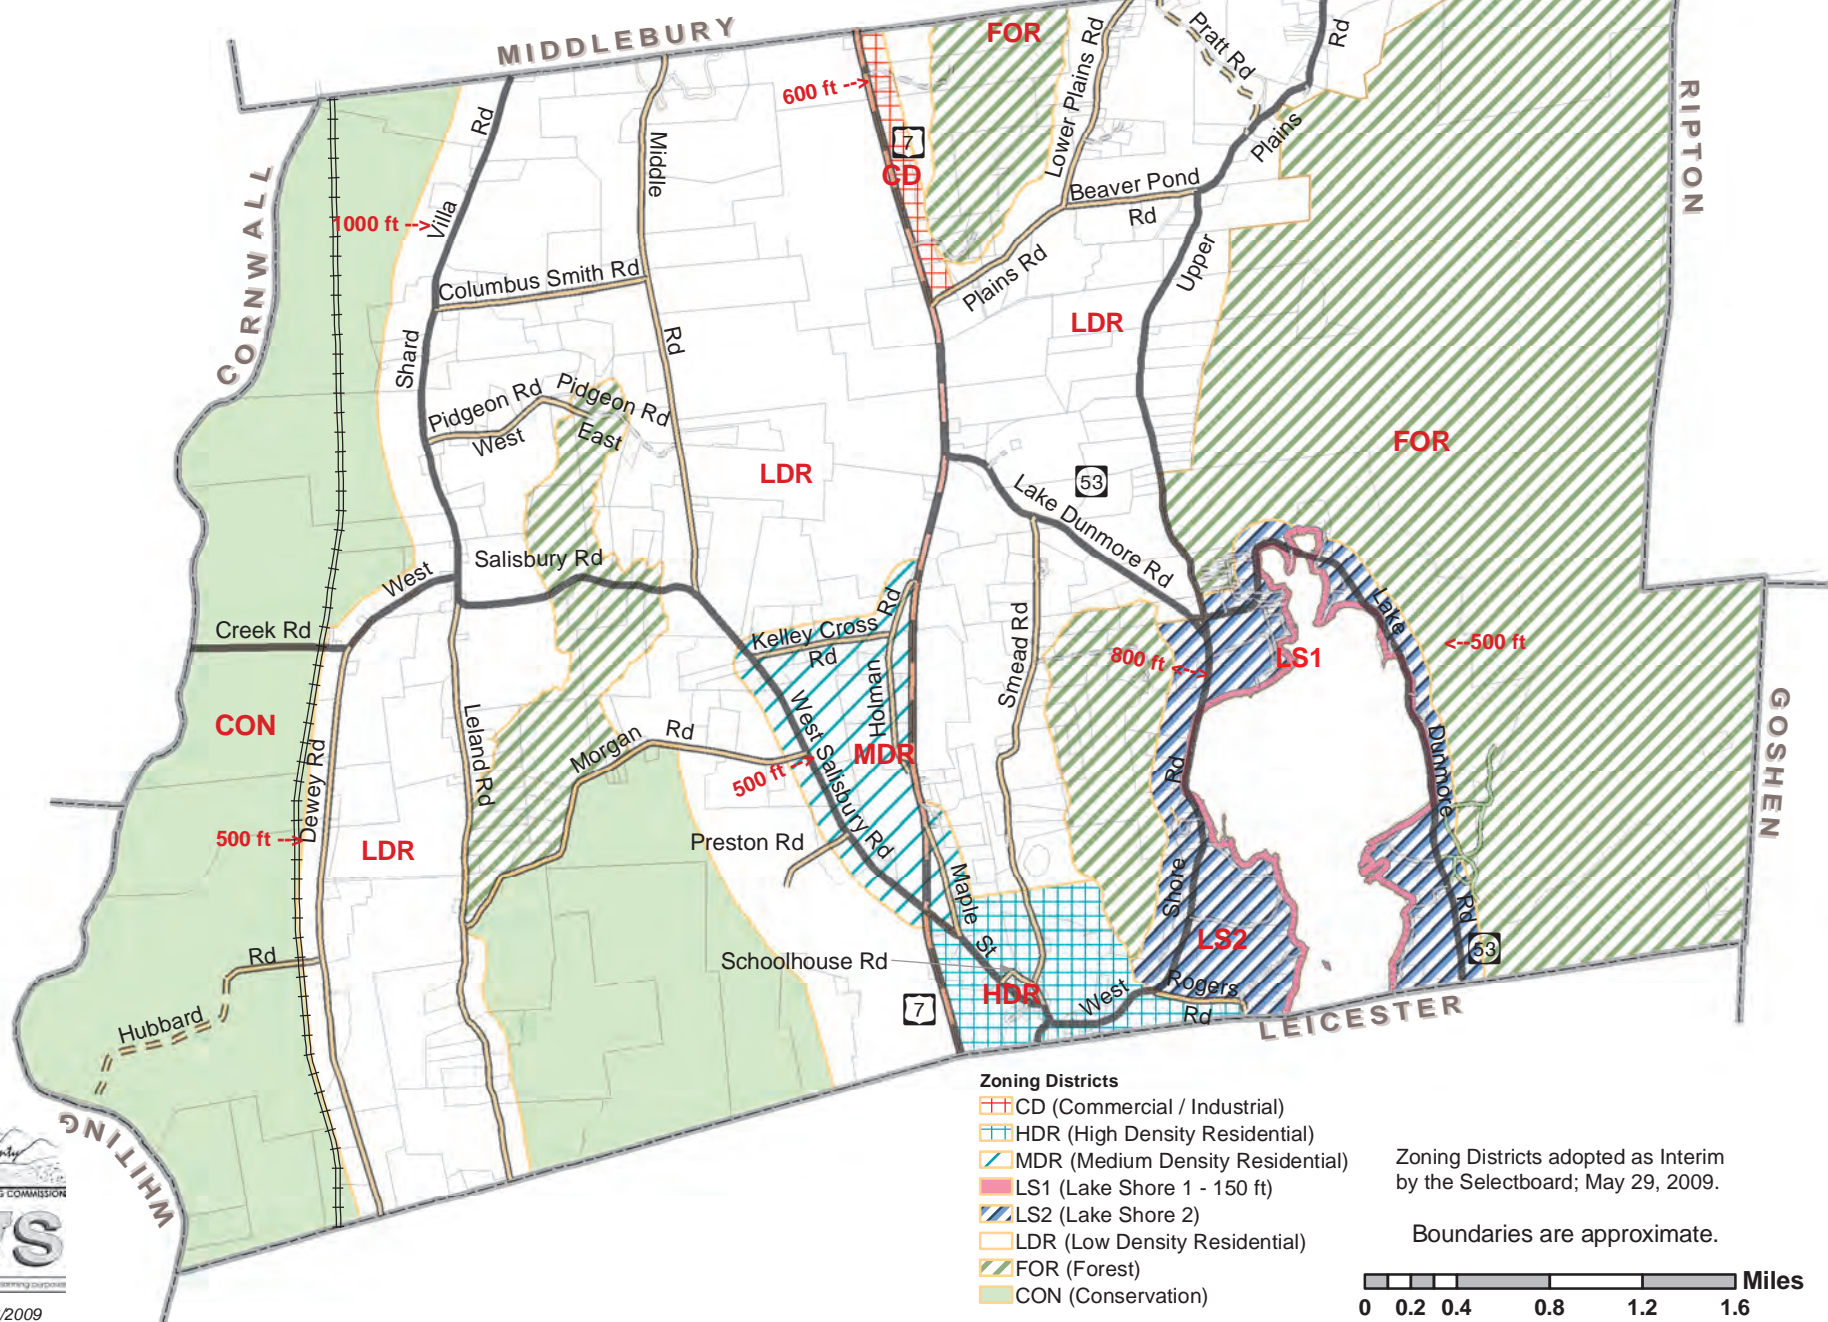 MIDDLEBURY
FOR
Lower Plains Rd
Pratt Rd
Rd
RIPTON
600 ft -->
7
CD
Rd
Middle
Plains
Beaver Pond
Rd
CORNWALL
1000 ft -->
Villa
Upper
Columbus Smith Rd
Plains Rd
LDR
Shard
Rd
Pidgeon Rd
Pidgeon Rd
West
East
FOR
LDR
53
Lake Dunmore Rd
Salisbury Rd
West
Creek Rd
Kelley Cross
Rd
Rd
Holman
Smead Rd
Lake
<--500 ft
800 ft <-->
LS1
GOSHEN
CON
Leland Rd
Morgan
Rd
West Salisbury Rd
MDR
500 ft -->
Dewey Rd
Rd
Dunmore
500 ft -->
LDR
Preston Rd
Maple
St
Shore
Rd
LS2
53
Rd
Schoolhouse Rd
HDR
West
Rogers
Rd
7
Hubbard
LEICESTER
WHITING
Zoning Districts
CD (Commercial / Industrial)
HDR (High Density Residential)
MDR (Medium Density Residential)
LS1 (Lake Shore 1 - 150 ft)
LS2 (Lake Shore 2)
LDR (Low Density Residential)
FOR (Forest)
CON (Conservation)
Zoning Districts adopted as Interim
by the Selectboard; May 29, 2009.
Boundaries are approximate.
Miles
0 0.2 0.4 0.8 1.2 1.6
COMMISSION
/2009